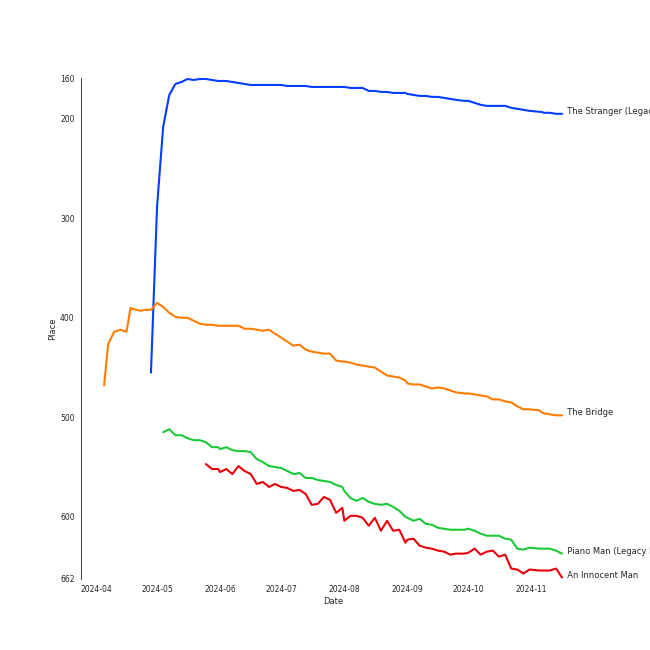 160
200
300
400
500
600
662
Place
The Stranger (Legac
The Bridge
Piano Man (Legacy
An Innocent Man
2024-04 2024-05 2024-06 2024-07 2024-08 2024-09 2024-10 2024-11
Date